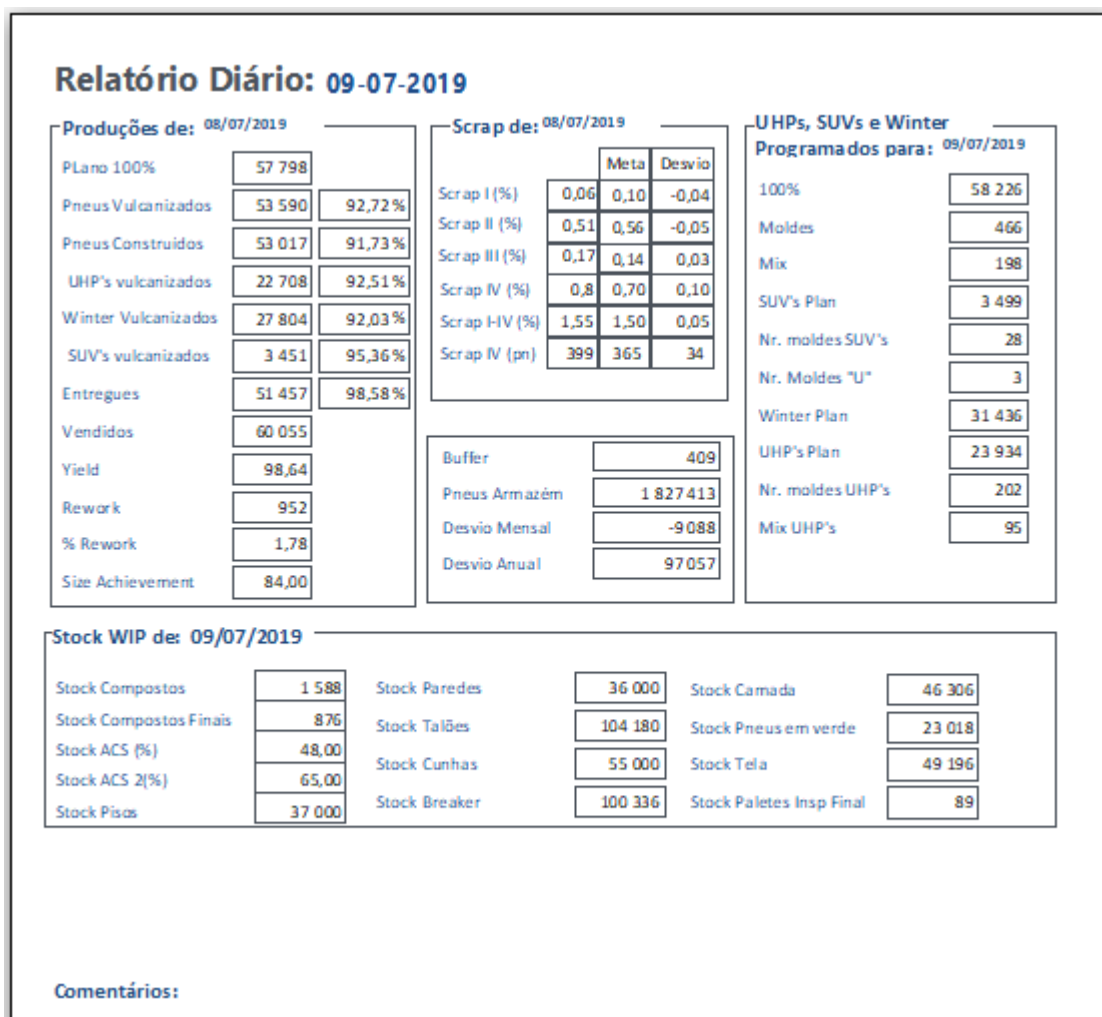 Relatório Diário: 09-07-2019
Produções de: 08/07/2019
PLano 100% 57 798
Pneus Vulcanizados 53 590 92,72%
Pneus Construidos 53 017 91,73%
UHP's vulcanizados 22 708 92,51%
Winter Vulcanizados 27 804 92,03%
SUV's vulcanizados 3 451 95,36%
Entregues 51 457 98,58%
Vendidos 60 055
Yield 98,64
Rework 952
% Rework 1,78
Size Achievement 84,00
Scrap de: 08/07/2019
Meta Desvio
Scrap I (%) 0,06 0,10 -0,04
Scrap II (%) 0,51 0,56 -0,05
Scrap III (%) 0,17 0,14 0,03
Scrap IV (%) 0,8 0,70 0,10
Scrap I-IV (%) 1,55 1,50 0,05
Scrap IV (pn) 399 365 34
Buffer 409
Pneus Armazém 1 827 413
Desvio Mensal -9 088
Desvio Anual 97 057
UHPs, SUVs e Winter
Programados para: 09/07/2019
100% 58 226
Moldes 466
Mix 198
SUV's Plan 3 499
Nr. moldes SUV's 28
Nr. Moldes "U" 3
Winter Plan 31 436
UHP's Plan 23 934
Nr. moldes UHP's 202
Mix UHP's 95
Stock WIP de: 09/07/2019
Stock Compostos 1 588
Stock Compostos Finais 876
Stock ACS (%) 48,00
Stock ACS 2(%) 65,00
Stock Pisos 37 000
Stock Paredes 36 000
Stock Talões 104 180
Stock Cunhas 55 000
Stock Breaker 100 336
Stock Camada 46 306
Stock Pneus em verde 23 018
Stock Tela 49 196
Stock Paletes Insp Final 89
Comentários: